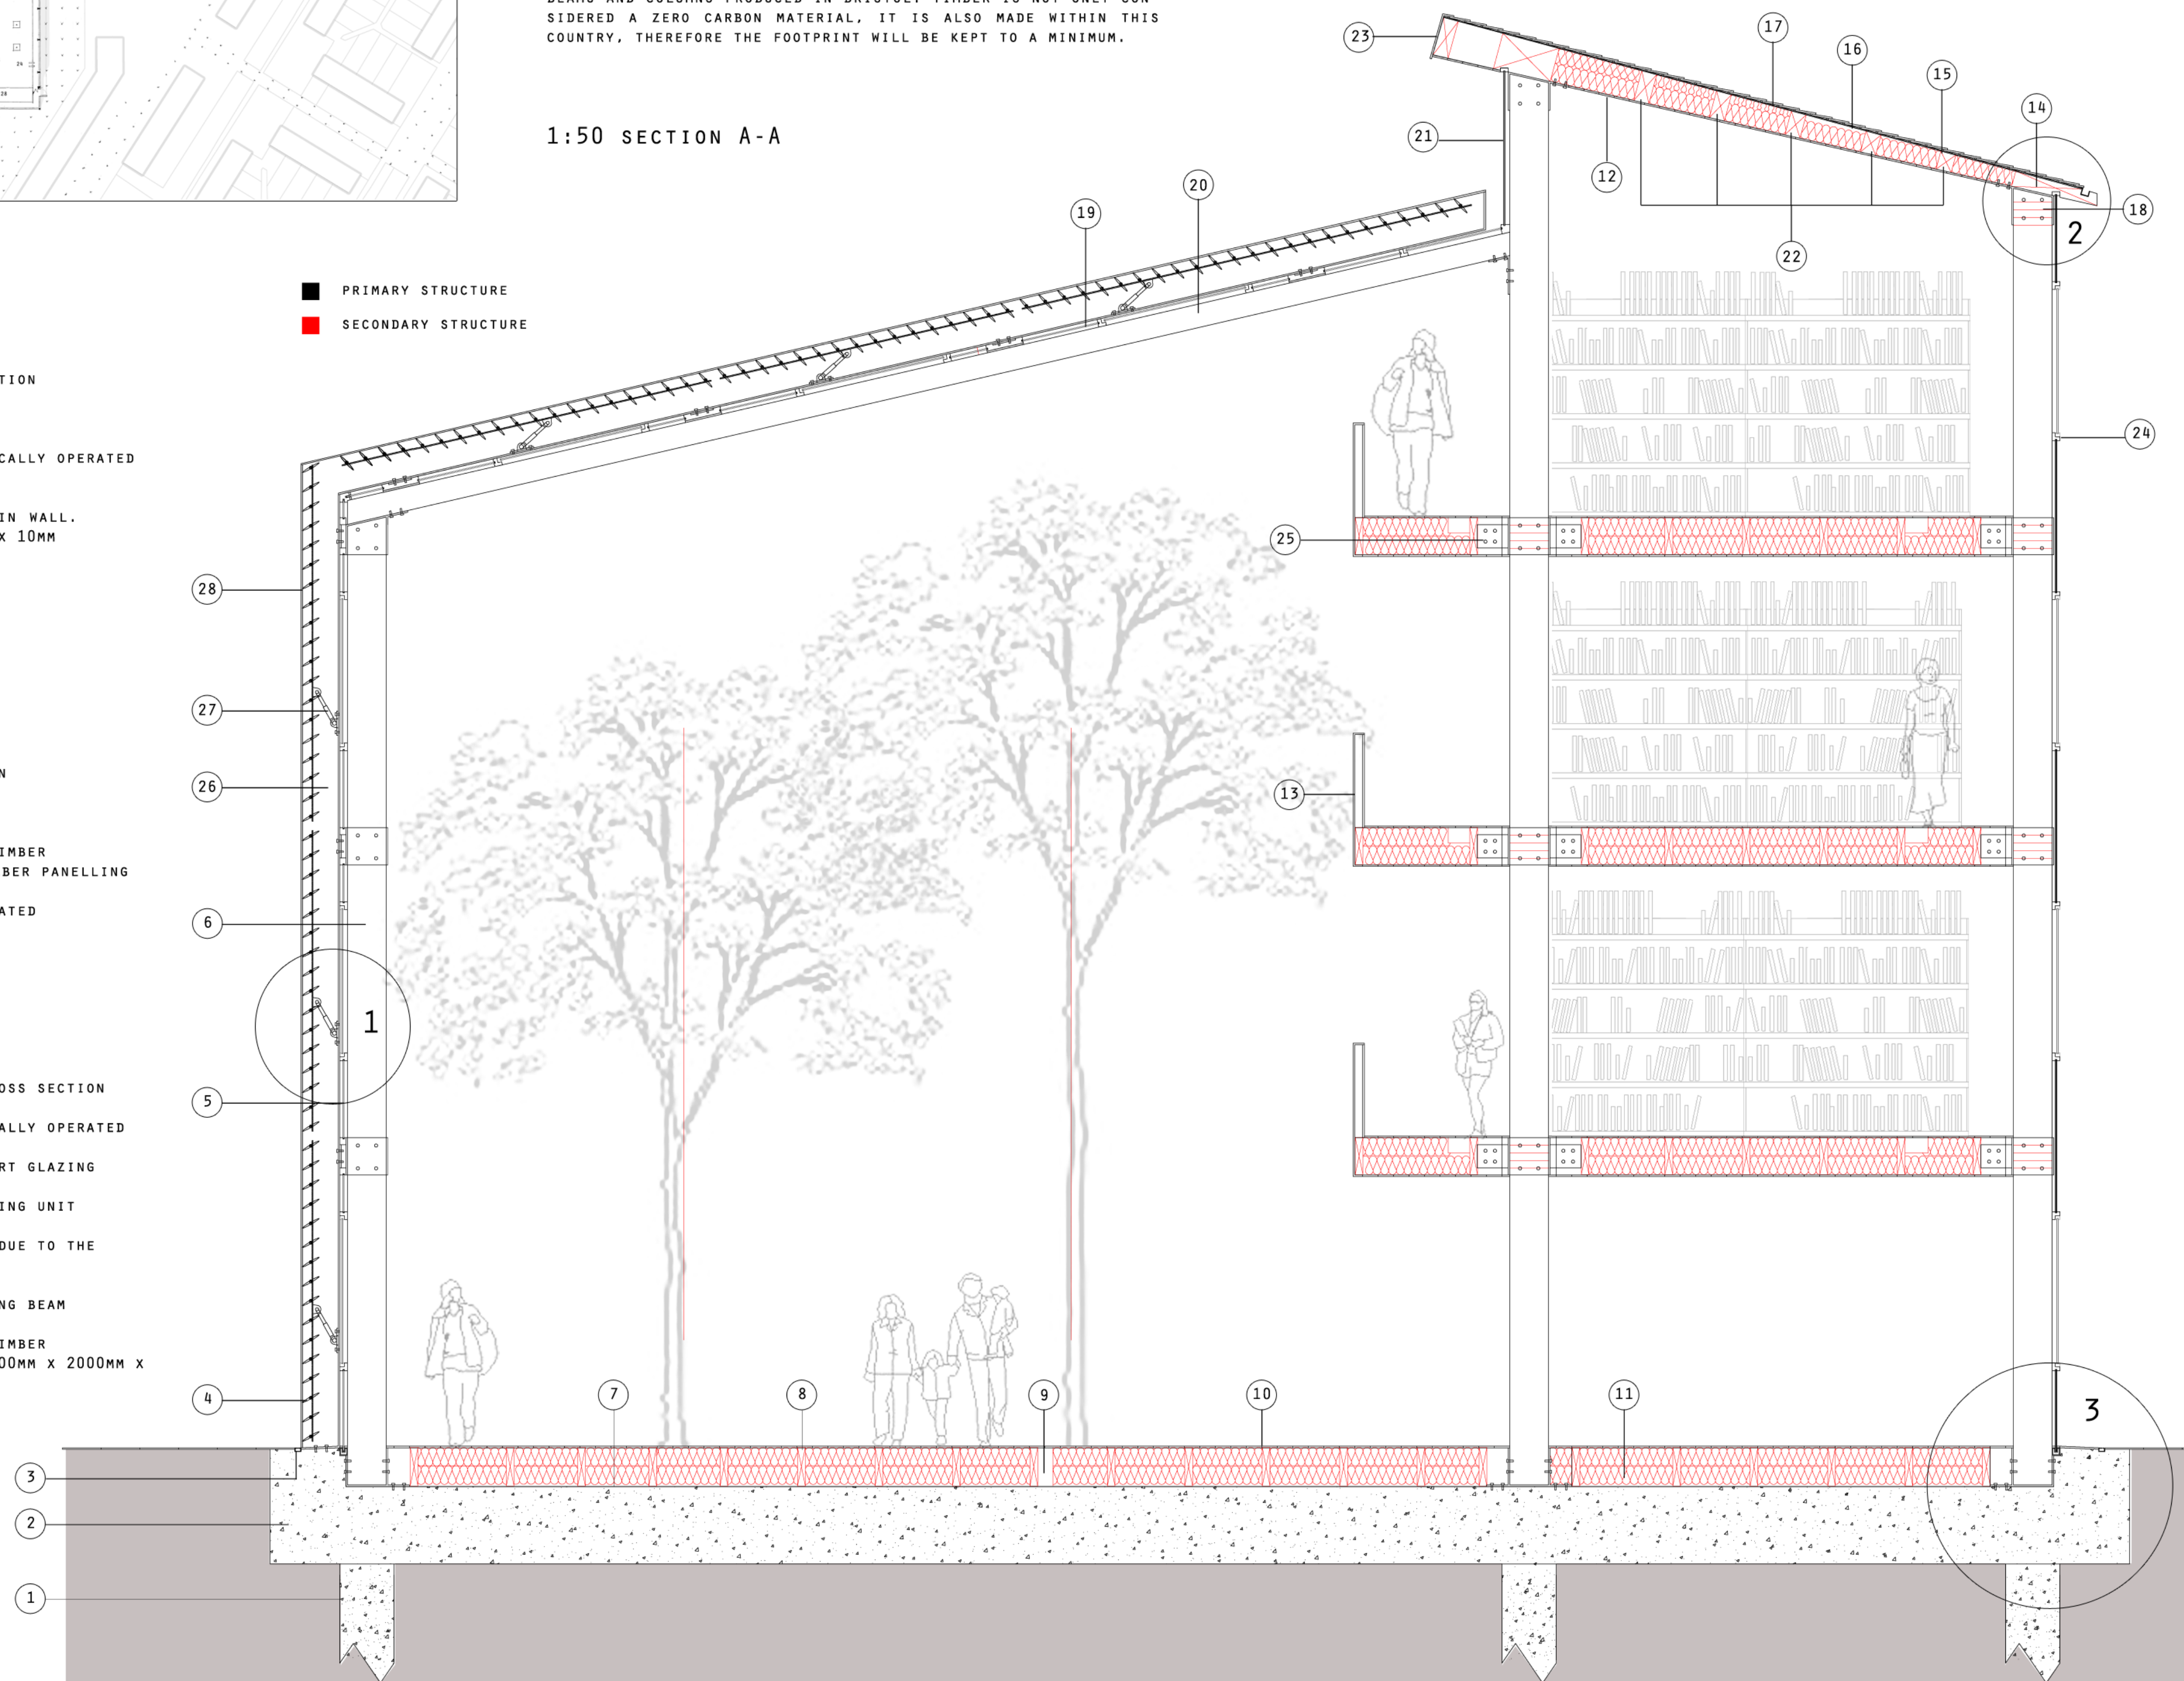 SIDERED A ZERO CARBON MATERIAL, IT IS ALSO MADE WITHIN THIS
COUNTRY, THEREFORE THE FOOTPRINT WILL BE KEPT TO A MINIMUM.
1:50 SECTION A-A
PRIMARY STRUCTURE
SECONDARY STRUCTURE
26
28
TION
CALLY OPERATED
IN WALL.
X 10MM
N
IMBER
BER PANELLING
ATED
OSS SECTION
ALLY OPERATED
RT GLAZING
ING UNIT
DUE TO THE
NG BEAM
IMBER
00MM X 2000MM X
23
17
16
15
14
21
12
18
2
22
20
19
24
25
28
27
13
26
6
1
5
4
7
8
9
10
11
3
3
2
1